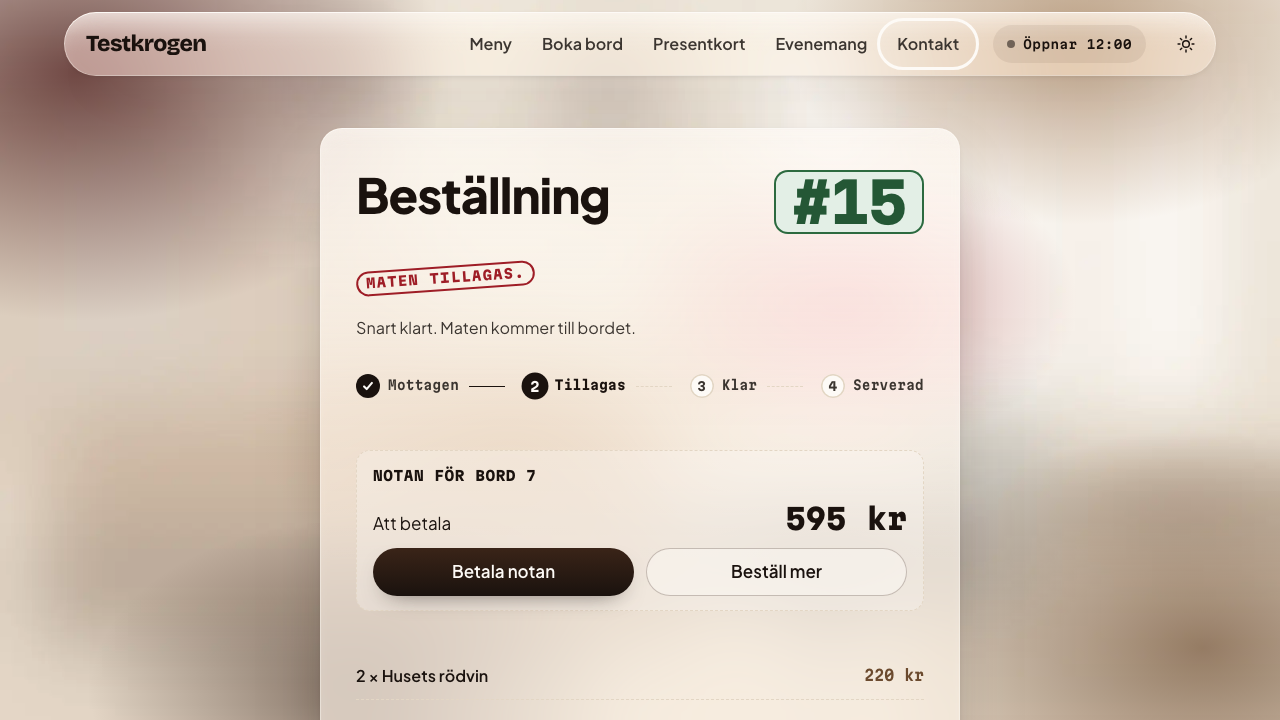 Testkrogen Meny Boka bord Presentkort Evenemang Kontakt Öppnar 12:00
Beställning #15
MATEN TILLAGAS.
Snart klart. Maten kommer till bordet.
Mottagen 2 Tillagas 3 Klar 4 Serverad
NOTAN FÖR BORD 7
Att betala 595 kr
Betala notan Beställ mer
2 × Husets rödvin 220 kr